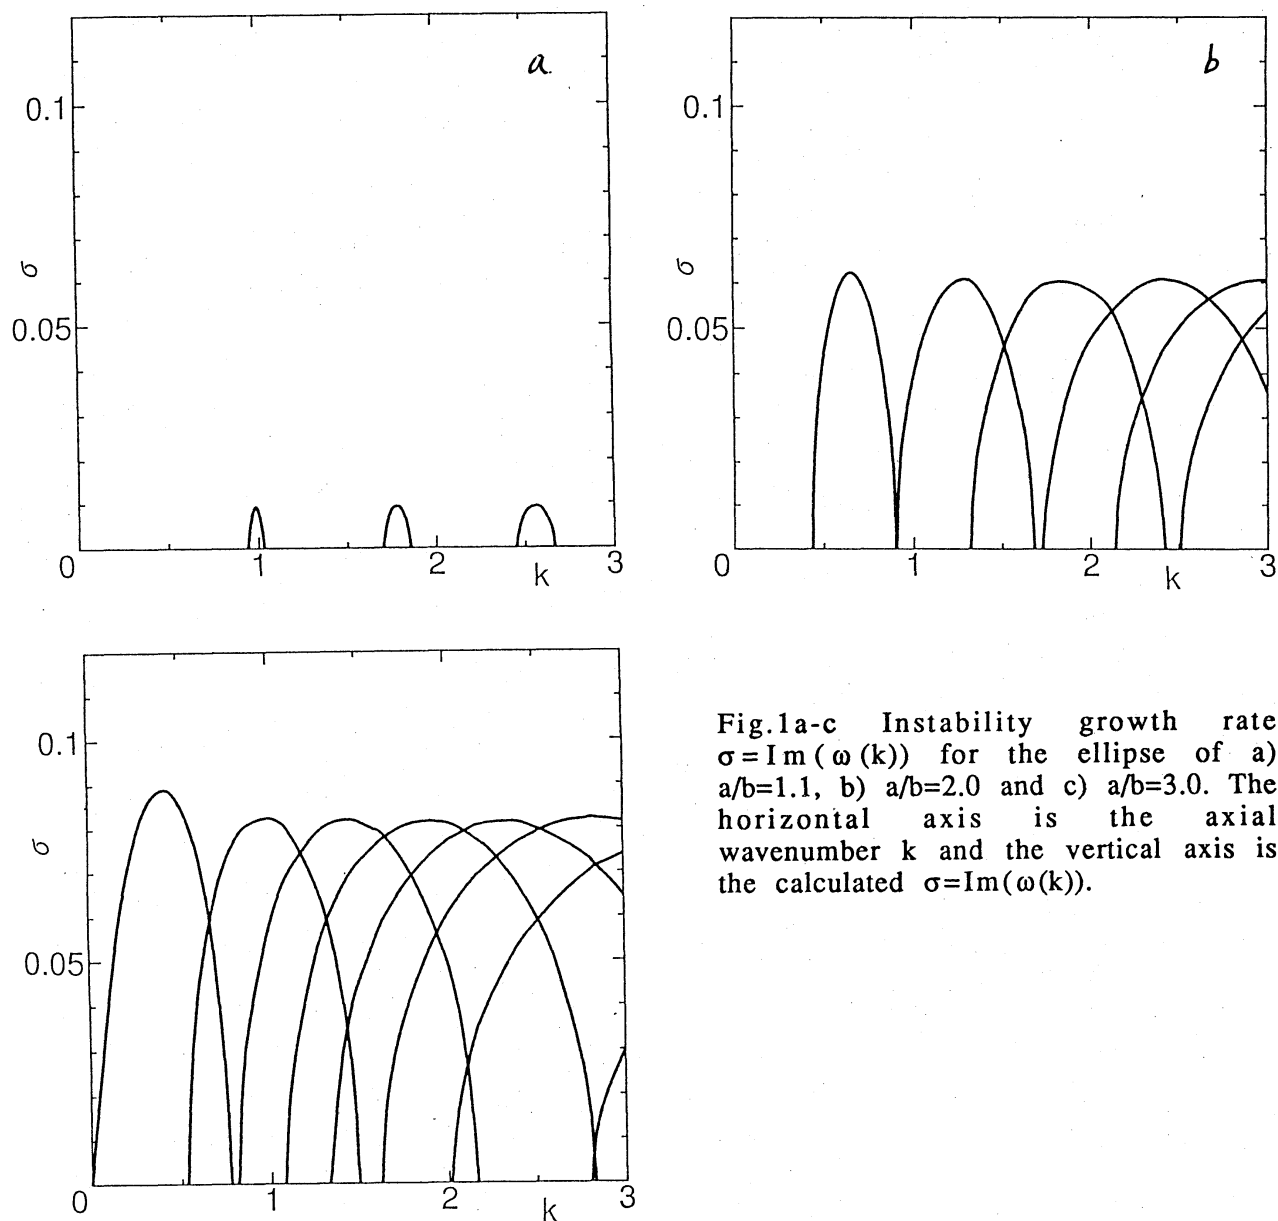 a.
0.1
σ
0.05
0 1 2 k 3
b
0.1
σ
0.05
0 1 2 k 3
0.1
σ
0.05
0 1 2 k 3
Fig.1a-c Instability growth rate
σ=Im(ω(k)) for the ellipse of a)
a/b=1.1, b) a/b=2.0 and c) a/b=3.0. The
horizontal axis is the axial
wavenumber k and the vertical axis is
the calculated σ=Im(ω(k)).